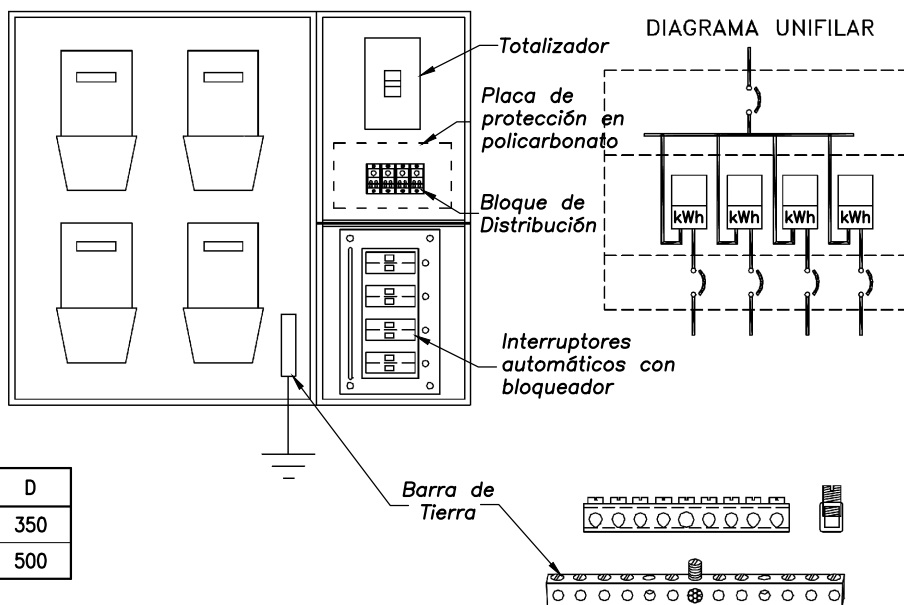 DIAGRAMA UNIFILAR
Totalizador
Placa de
protección en
policarbonato
Bloque de
Distribución
kWh
kWh
kWh
kWh
Interruptores
automáticos con
bloqueador
Barra de
Tierra
D
350
500